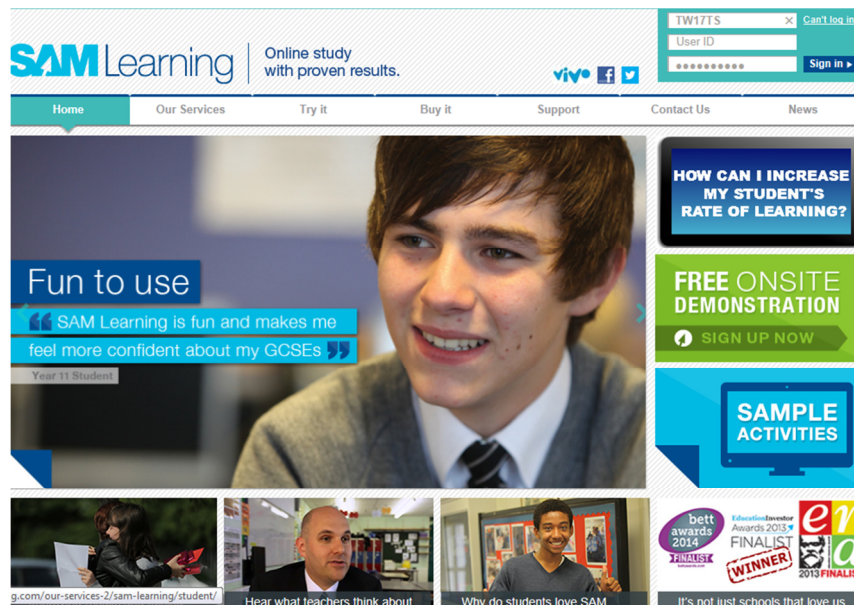 SAM Learning
Online study
with proven results.
vivo
TW17TS
Can't log in
User ID
Sign in
Home
Our Services
Try it
Buy it
Support
Contact Us
News
Fun to use
SAM Learning is fun and makes me
feel more confident about my GCSEs
Year 11 Student
HOW CAN I INCREASE
MY STUDENT'S
RATE OF LEARNING?
FREE ONSITE
DEMONSTRATION
SIGN UP NOW
SAMPLE
ACTIVITIES
bett
awards
2014
FINALIST
EducationInvestor
Awards 2013
FINALIST
WINNER
2013 FINALIS
g.com/our-services-2/sam-learning/student/
Hear what teachers think about
Why do students love SAM
It's not just schools that love us